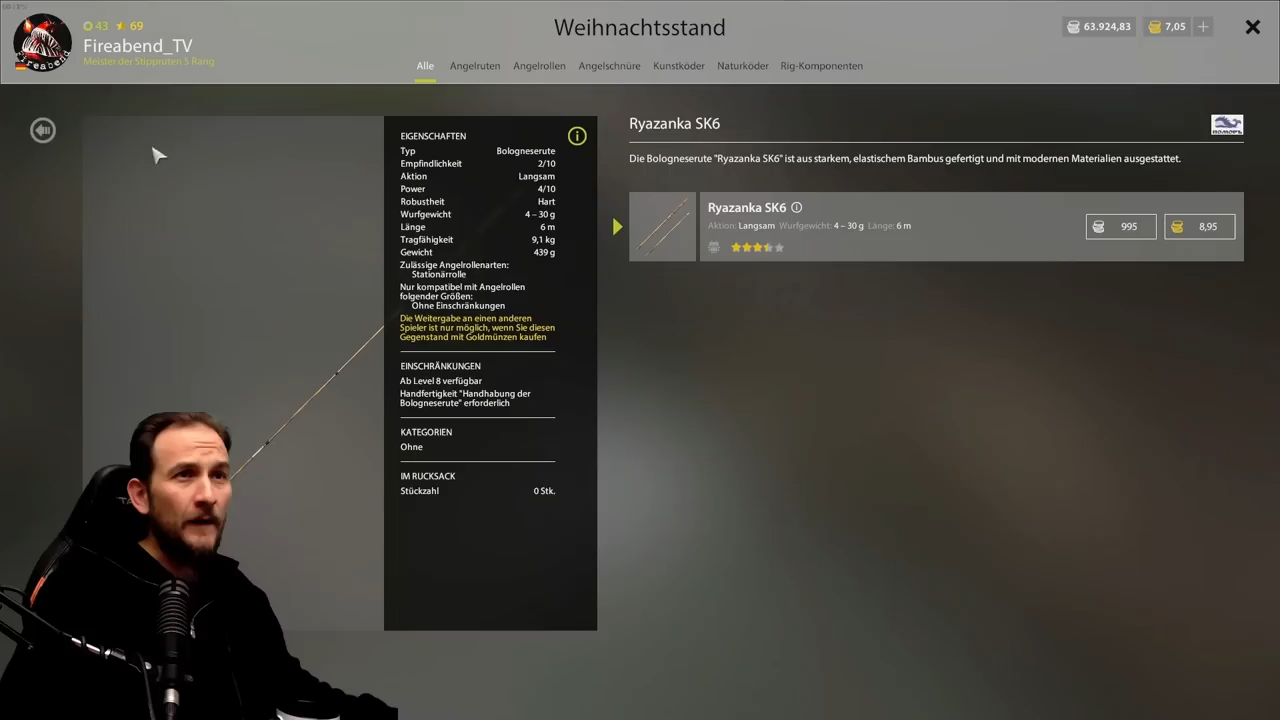 43 69
Fireabend_TV
Meister der Stippruten 3 Rang
Weihnachtsstand
63.924,83 7,05 +
Alle Angelruten Angelrollen Angelschnüre Kunstköder Naturköder Rig-Komponenten
EIGENSCHAFTEN
Typ Bologneserute
Empfindlichkeit 2/10
Aktion Langsam
Power 4/10
Robustheit Hart
Wurfgewicht 4 – 30 g
Länge 6 m
Tragfähigkeit 9,1 kg
Gewicht 439 g
Zulässige Angelrollenarten:
Stationärrolle
Nur kompatibel mit Angelrollen
folgender Größen:
Ohne Einschränkungen
Die Weitergabe an einen anderen
Spieler ist nur möglich, wenn Sie diesen
Gegenstand mit Goldmünzen kaufen
EINSCHRÄNKUNGEN
Ab Level 8 verfügbar
Handfertigkeit "Handhabung der
Bologneserute" erforderlich
KATEGORIEN
Ohne
IM RUCKSACK
Stückzahl 0 Stk.
Ryazanka SK6
Die Bologneserute "Ryazanka SK6" ist aus starkem, elastischem Bambus gefertigt und mit modernen Materialien ausgestattet.
Ryazanka SK6
Aktion: Langsam Wurfgewicht: 4 – 30 g Länge: 6 m
995 8,95